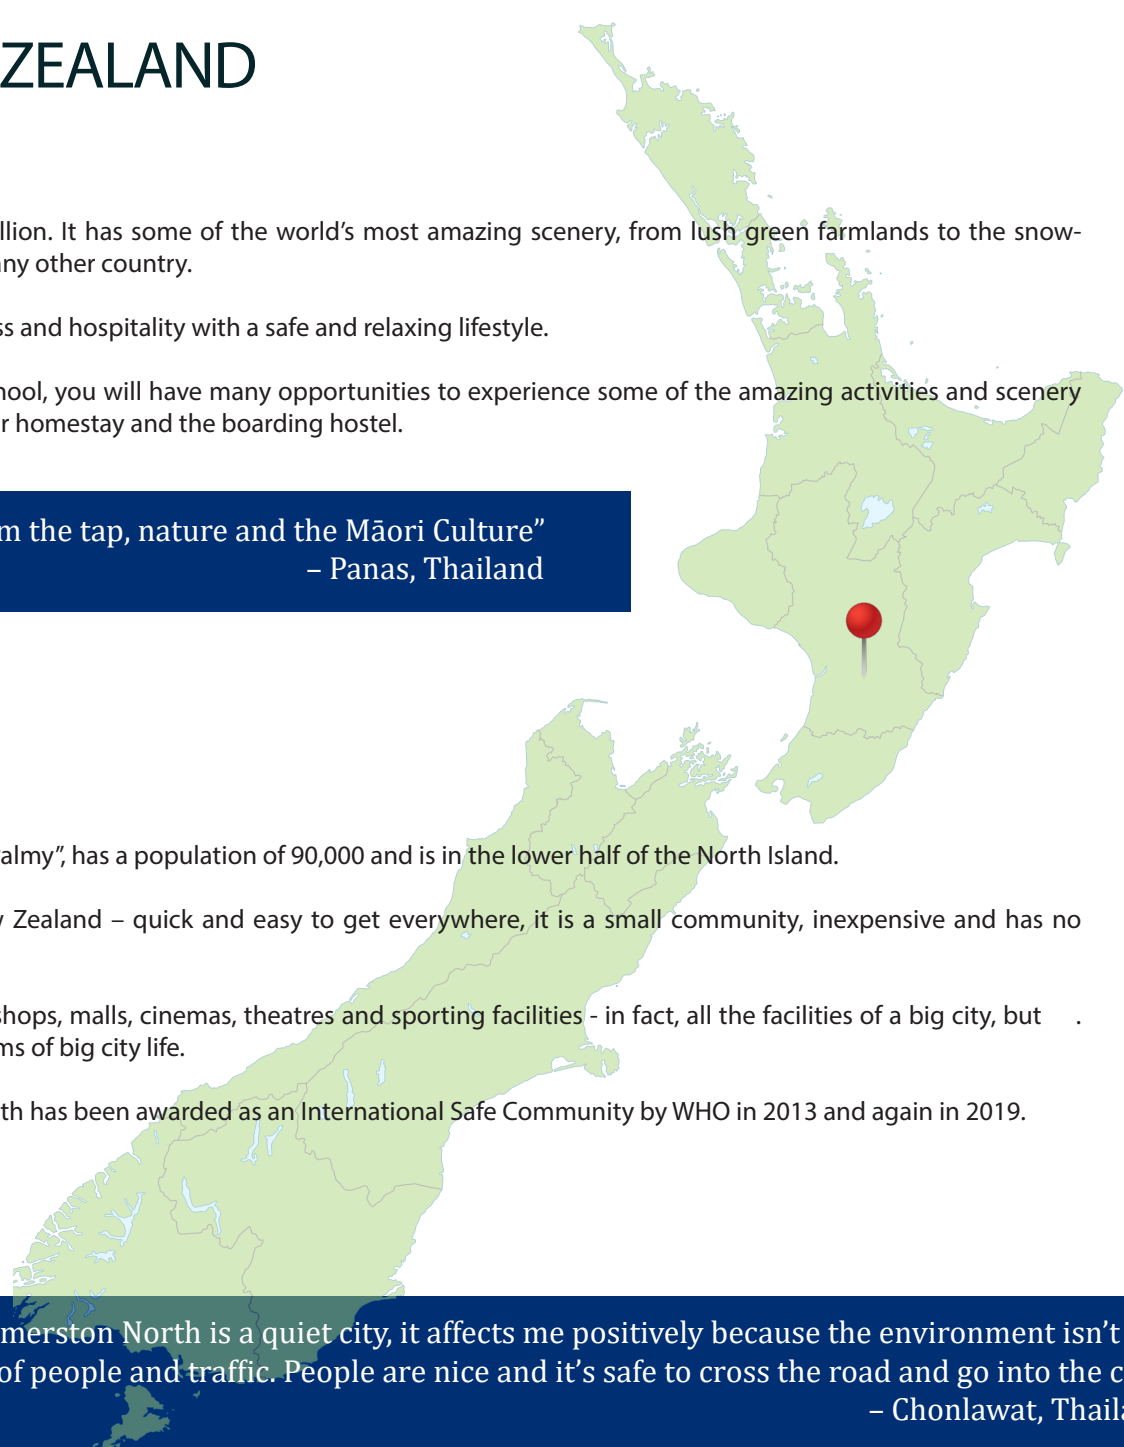 ZEALAND
llion. It has some of the world's most amazing scenery, from lush green farmlands to the snow-
any other country.
ss and hospitality with a safe and relaxing lifestyle.
hool, you will have many opportunities to experience some of the amazing activities and scenery
r homestay and the boarding hostel.
m the tap, nature and the Māori Culture”
– Panas, Thailand
almy”, has a population of 90,000 and is in the lower half of the North Island.
w Zealand – quick and easy to get everywhere, it is a small community, inexpensive and has no
shops, malls, cinemas, theatres and sporting facilities - in fact, all the facilities of a big city, but .
ms of big city life.
th has been awarded as an International Safe Community by WHO in 2013 and again in 2019.
merston North is a quiet city, it affects me positively because the environment isn’t
of people and traffic. People are nice and it’s safe to cross the road and go into the c
– Chonlawat, Thaila